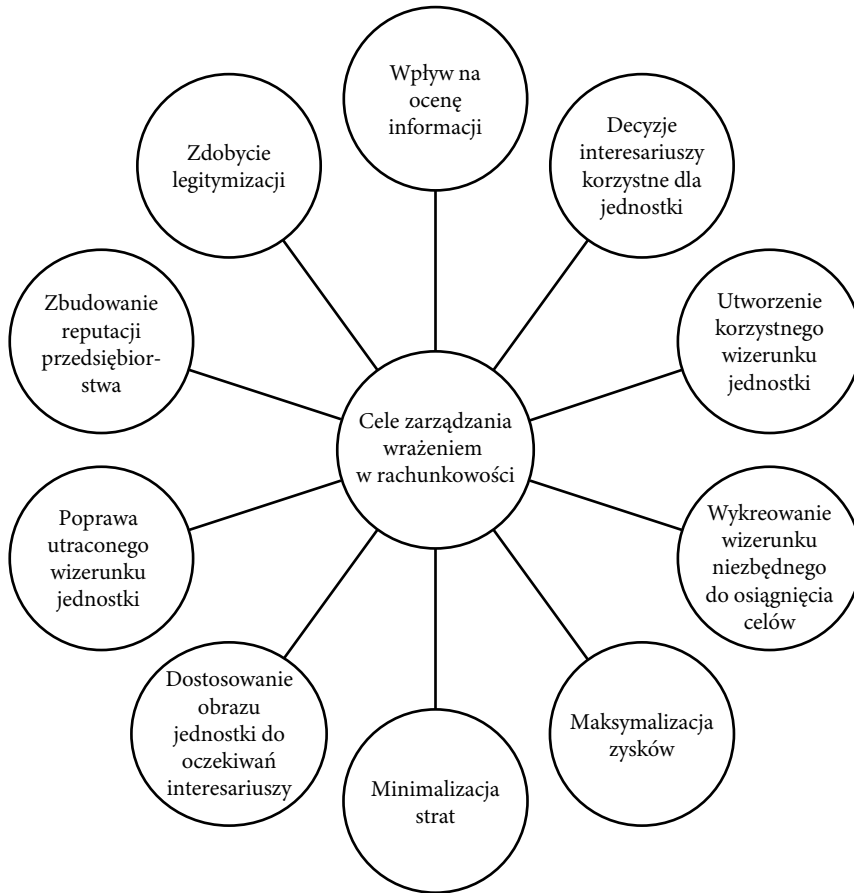 Wpływ na
ocenę
informacji
Decyzje
interesariuszy
korzystne dla
jednostki
Utworzenie
korzystnego
wizerunku
jednostki
Wykreowanie
wizerunku
niezbędnego
do osiągnięcia
celów
Maksymalizacja
zysków
Minimalizacja
strat
Dostosowanie
obrazu
jednostki do
oczekiwań
interesariuszy
Poprawa
utraconego
wizerunku
jednostki
Zbudowanie
reputacji
przedsiębior-
stwa
Zdobycie
legitymizacji
Cele zarządzania
wrażeniem
w rachunkowości